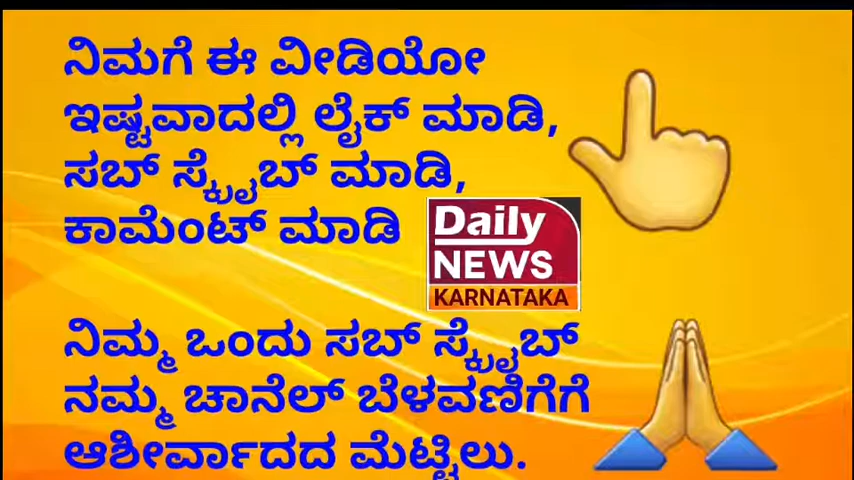 ನಿಮಗೆ ಈ ವೀಡಿಯೋ
ಇಷ್ಟವಾದಲ್ಲಿ ಲೈಕ್ ಮಾಡಿ,
ಸಬ್ ಸ್ಕ್ರೈಬ್ ಮಾಡಿ,
ಕಾಮೆಂಟ್ ಮಾಡಿ
Daily
NEWS
KARNATAKA
ನಿಮ್ಮ ಒಂದು ಸಬ್ ಸ್ಕ್ರೈಬ್
ನಮ್ಮ ಚಾನೆಲ್ ಬೆಳವಣಿಗೆಗೆ
ಆಶೀರ್ವಾದದ ಮೆಟ್ಟಿಲು.